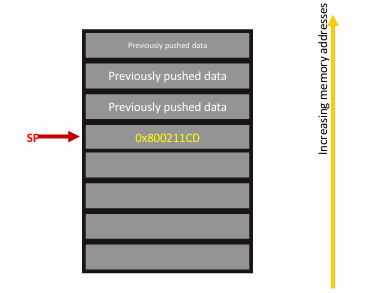 Previously pushed data
Previously pushed data
Previously pushed data
SP
0x800211CD
Increasing memory addresses